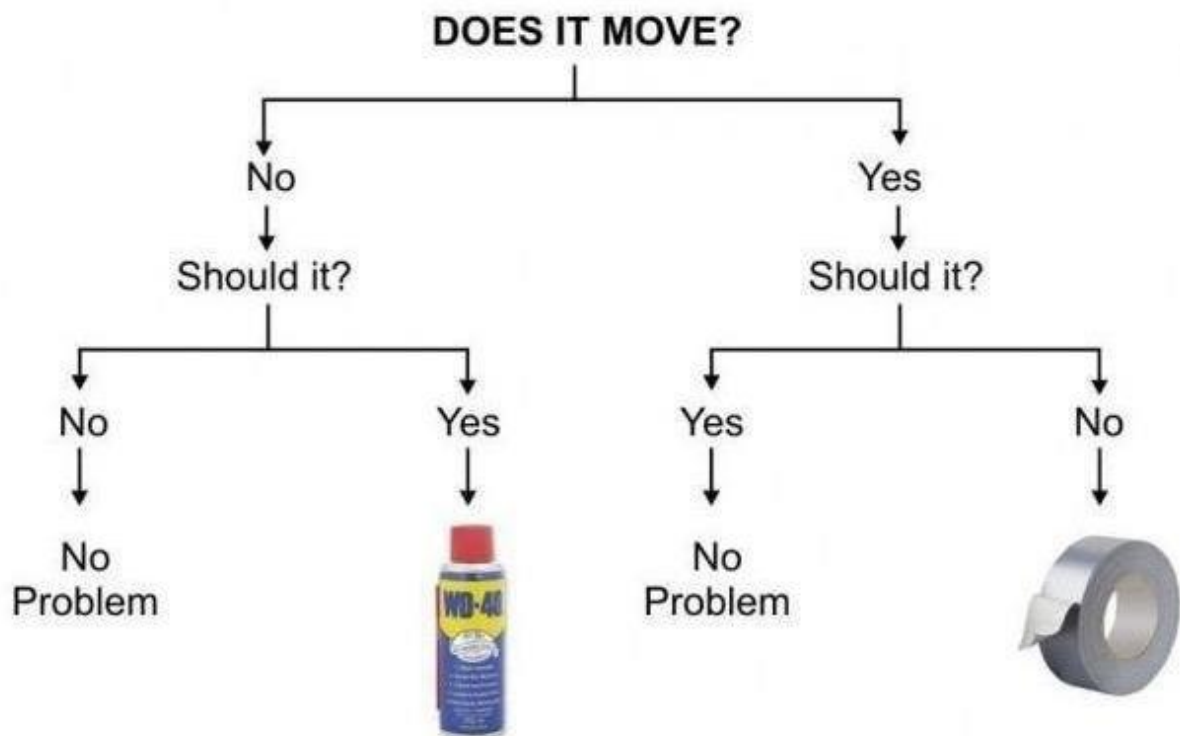 DOES IT MOVE?
No
Yes
Should it?
Should it?
No
Yes
Yes
No
No
Problem
WD-40
No
Problem